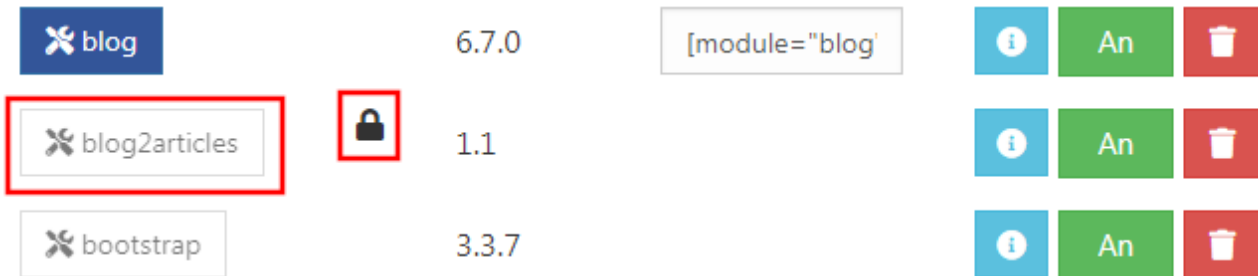 blog 6.7.0 [module="blog' An
blog2articles 1.1 An
bootstrap 3.3.7 An